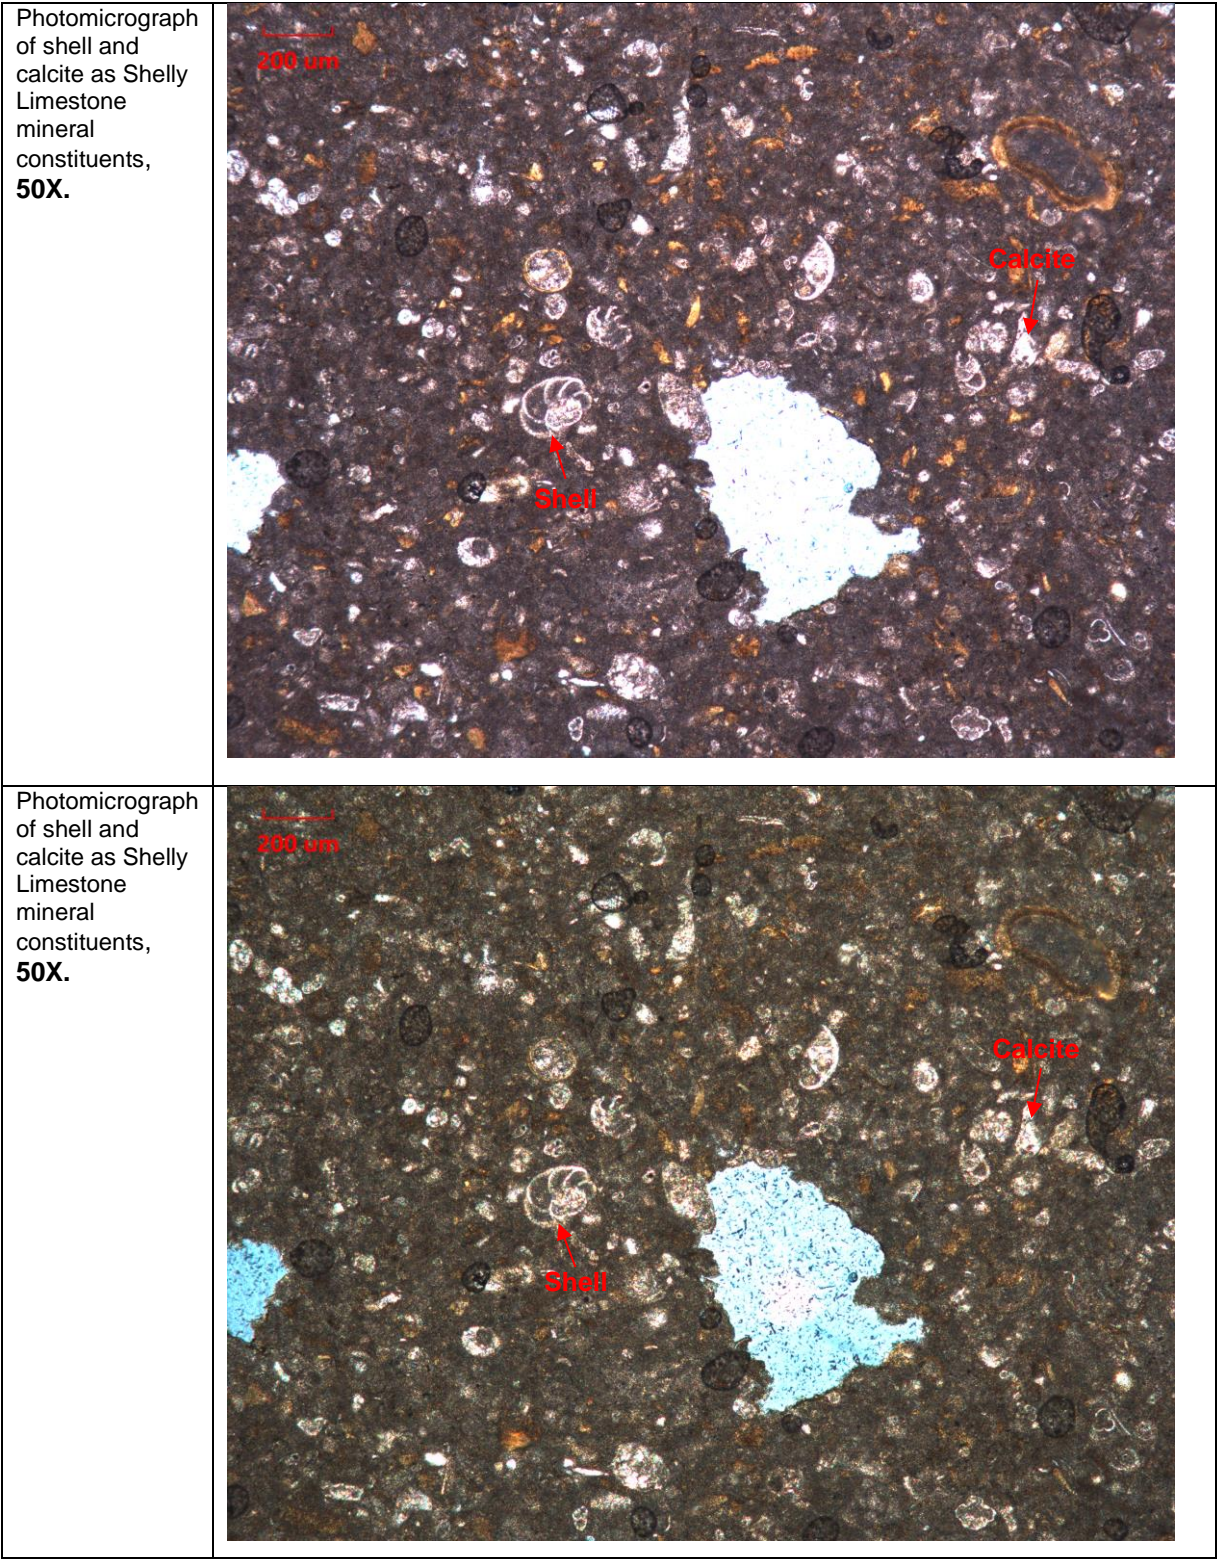 Photomicrograph
of shell and
calcite as Shelly
Limestone
mineral
constituents,
50X.
200 um
Calcite
Shell
Photomicrograph
of shell and
calcite as Shelly
Limestone
mineral
constituents,
50X.
200 um
Calcite
Shell